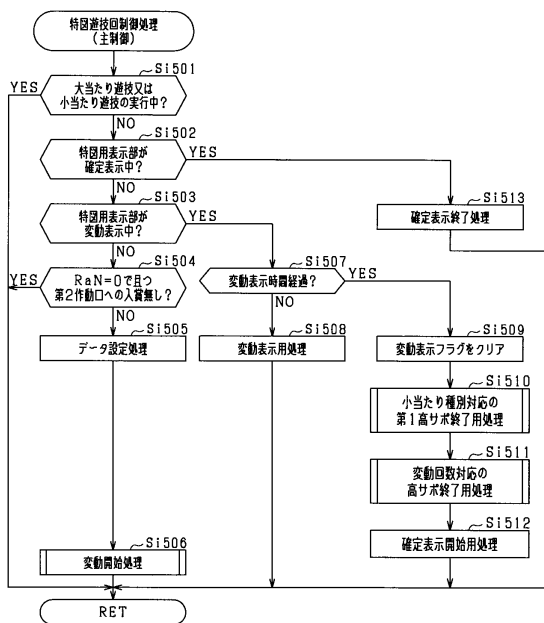 特図遊技回制御処理
(主制御)
Si501
大当たり遊技又は
小当たり遊技の実行中?
YES
NO
Si502
特図用表示部が
確定表示中?
YES
NO
Si513
確定表示終了処理
Si503
特図用表示部が
変動表示中?
YES
NO
Si504
RaN=0で且つ
第2作動口への入賞無し?
YES
NO
Si507
変動表示時間経過?
YES
NO
Si505
データ設定処理
Si508
変動表示用処理
Si509
変動表示フラグをクリア
Si510
小当たり種別対応の
第1高サポ終了用処理
Si511
変動回数対応の
高サポ終了用処理
Si512
確定表示開始用処理
Si506
変動開始処理
RET